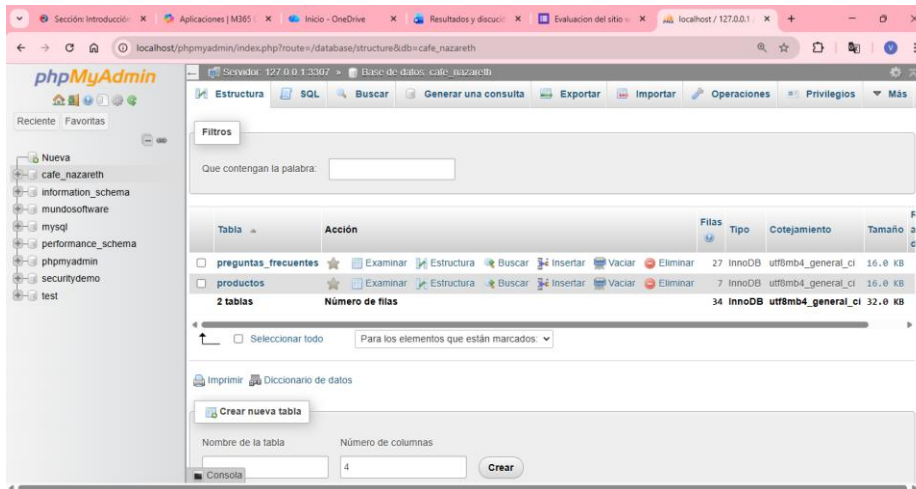 Sección: Introducción
Aplicaciones | M365
Inicio - OneDrive
Resultados y discució
Evaluacion del sitio
localhost / 127.0.0.1
localhost/phpmyadmin/index.php?route=/database/structure&db=cafe_nazareth
phpMyAdmin
Reciente Favoritas
Nueva
cafe_nazareth
information_schema
mundosoftware
mysql
performance_schema
phpmyadmin
securitydemo
test
Servidor: 127.0.0.1:3307 » Base de datos: cafe_nazareth
Estructura SQL Buscar Generar una consulta Exportar Importar Operaciones Privilegios Más
Filtros
Que contengan la palabra:
Tabla Acción Filas Tipo Cotejamiento Tamaño
preguntas_frecuentes Examinar Estructura Buscar Insertar Vaciar Eliminar 27 InnoDB utf8mb4_general_ci 16.0 KB
productos Examinar Estructura Buscar Insertar Vaciar Eliminar 7 InnoDB utf8mb4_general_ci 16.0 KB
2 tablas Número de filas 34 InnoDB utf8mb4_general_ci 32.0 KB
Seleccionar todo Para los elementos que están marcados:
Imprimir Diccionario de datos
Crear nueva tabla
Nombre de la tabla Número de columnas
4 Crear
Consola